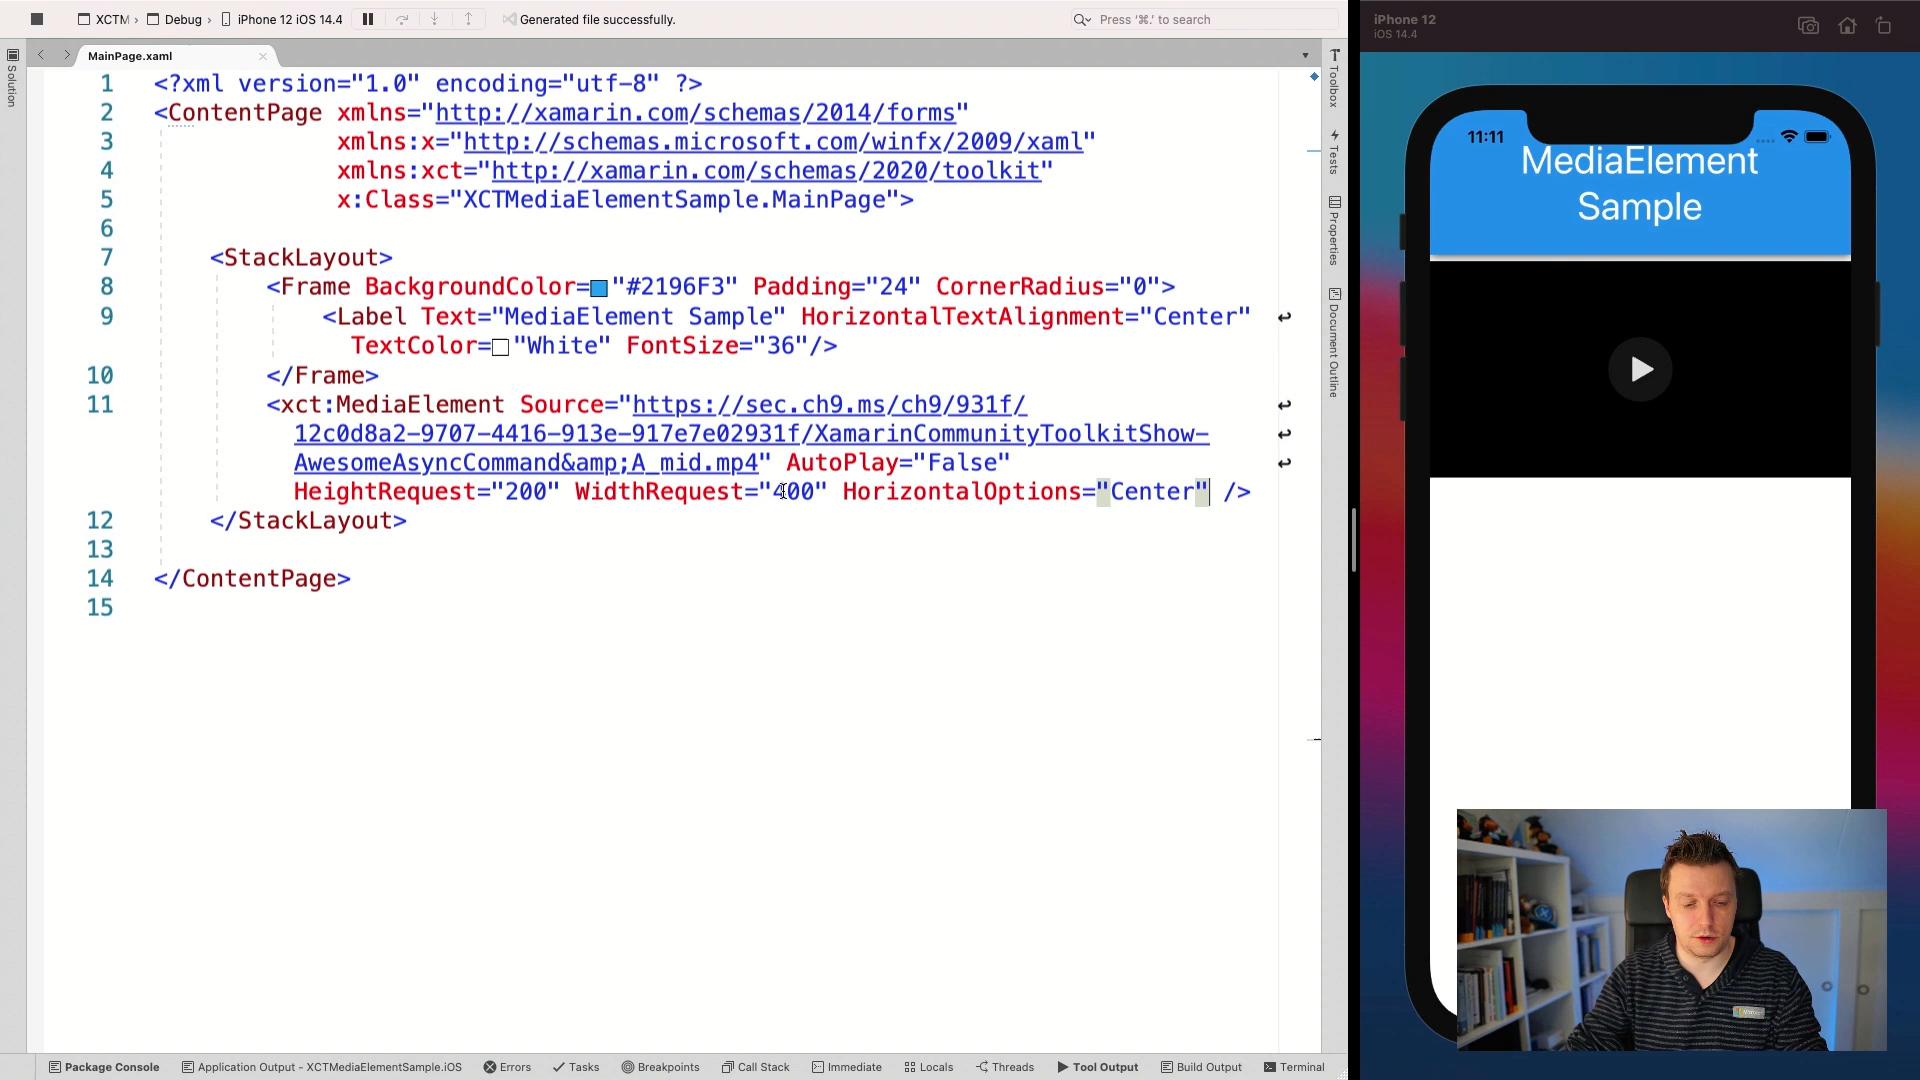 XCTM
Debug
iPhone 12 iOS 14.4
Generated file successfully.
Press '⌘.' to search
iPhone 12
iOS 14.4
Solution
MainPage.xaml
Toolbox
Tests
Properties
Document Outline
1 <?xml version="1.0" encoding="utf-8" ?>
2 <ContentPage xmlns="http://xamarin.com/schemas/2014/forms"
3 xmlns:x="http://schemas.microsoft.com/winfx/2009/xaml"
4 xmlns:xct="http://xamarin.com/schemas/2020/toolkit"
5 x:Class="XCTMediaElementSample.MainPage">
6
7 <StackLayout>
8 <Frame BackgroundColor="#2196F3" Padding="24" CornerRadius="0">
9 <Label Text="MediaElement Sample" HorizontalTextAlignment="Center"
TextColor="White" FontSize="36"/>
10 </Frame>
11 <xct:MediaElement Source="https://sec.ch9.ms/ch9/931f/
12c0d8a2-9707-4416-913e-917e7e02931f/XamarinCommunityToolkitShow-
AwesomeAsyncCommand&amp;A_mid.mp4" AutoPlay="False"
HeightRequest="200" WidthRequest="400" HorizontalOptions="Center" />
12 </StackLayout>
13
14 </ContentPage>
15
11:11
MediaElement
Sample
Package Console
Application Output - XCTMediaElementSample.iOS
Errors
Tasks
Breakpoints
Call Stack
Immediate
Locals
Threads
Tool Output
Build Output
Terminal